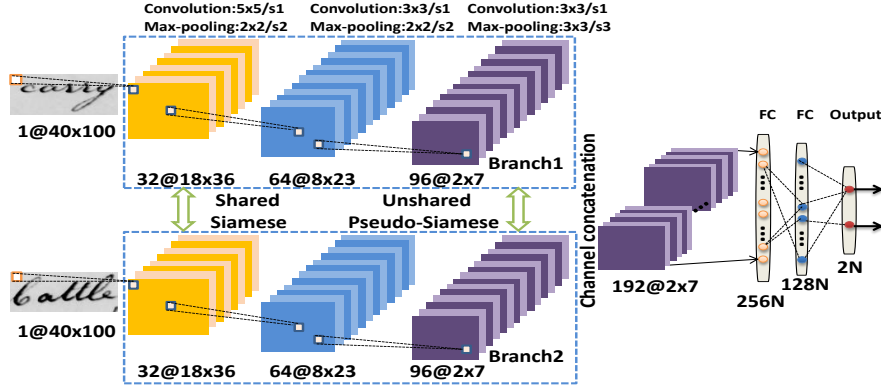 Convolution:5x5/s1 Convolution:3x3/s1 Convolution:3x3/s1
Max-pooling:2x2/s2 Max-pooling:2x2/s2 Max-pooling:3x3/s3
carry
1@40x100
Branch1
32@18x36 64@8x23 96@2x7
Shared
Siamese
Unshared
Pseudo-Siamese
battle,
1@40x100
Branch2
32@18x36 64@8x23 96@2x7
Channel concatenation
192@2x7
FC FC Output
256N
128N
2N